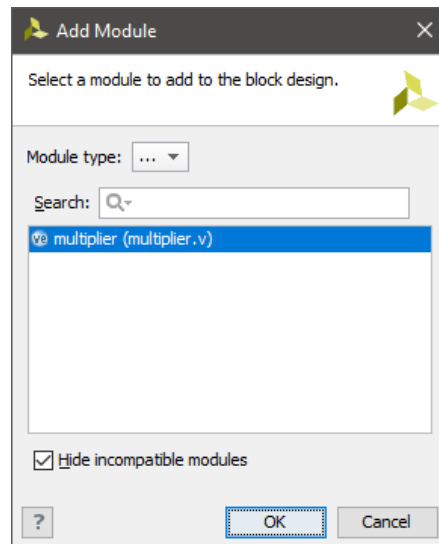 Add Module
Select a module to add to the block design.
Module type: ...
Search:
multiplier (multiplier.v)
Hide incompatible modules
? OK Cancel